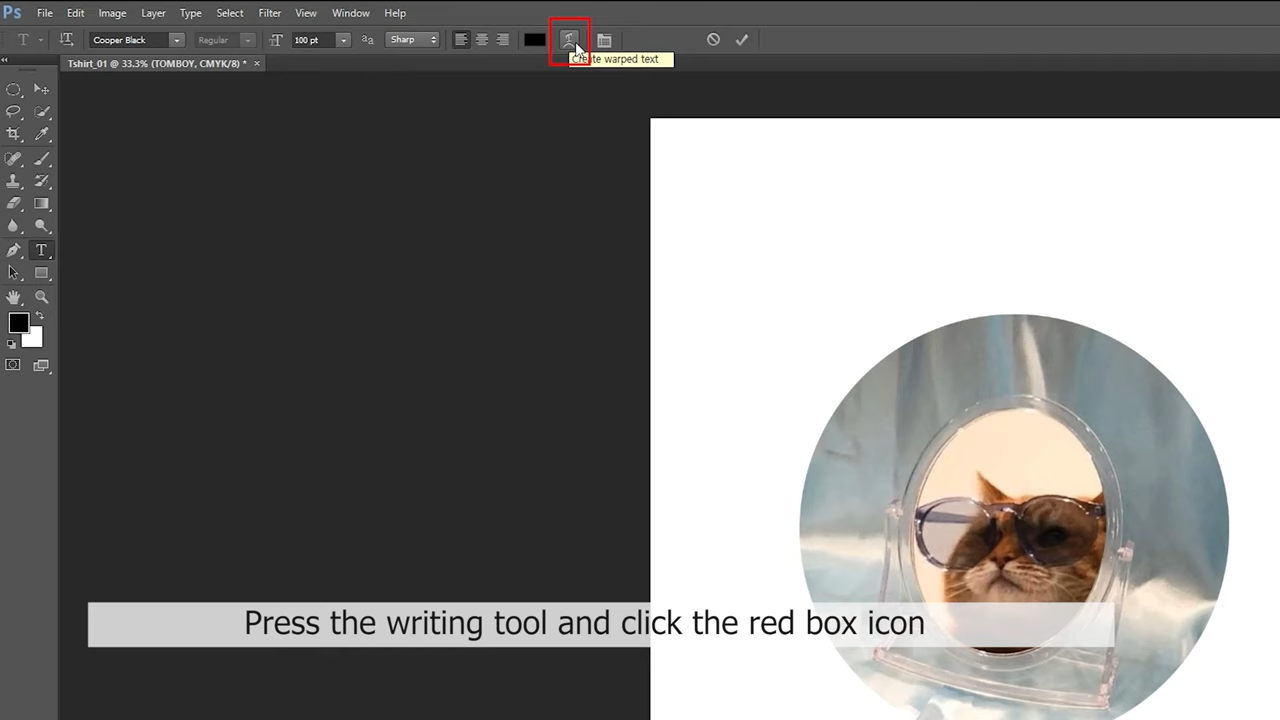 Ps File Edit Image Layer Type Select Filter View Window Help
T Cooper Black Regular T 100 pt aa Sharp
Create warped text
Tshirt_01 @ 33.3% (TOMBOY, CMYK/8) * ×
T
Press the writing tool and click the red box icon